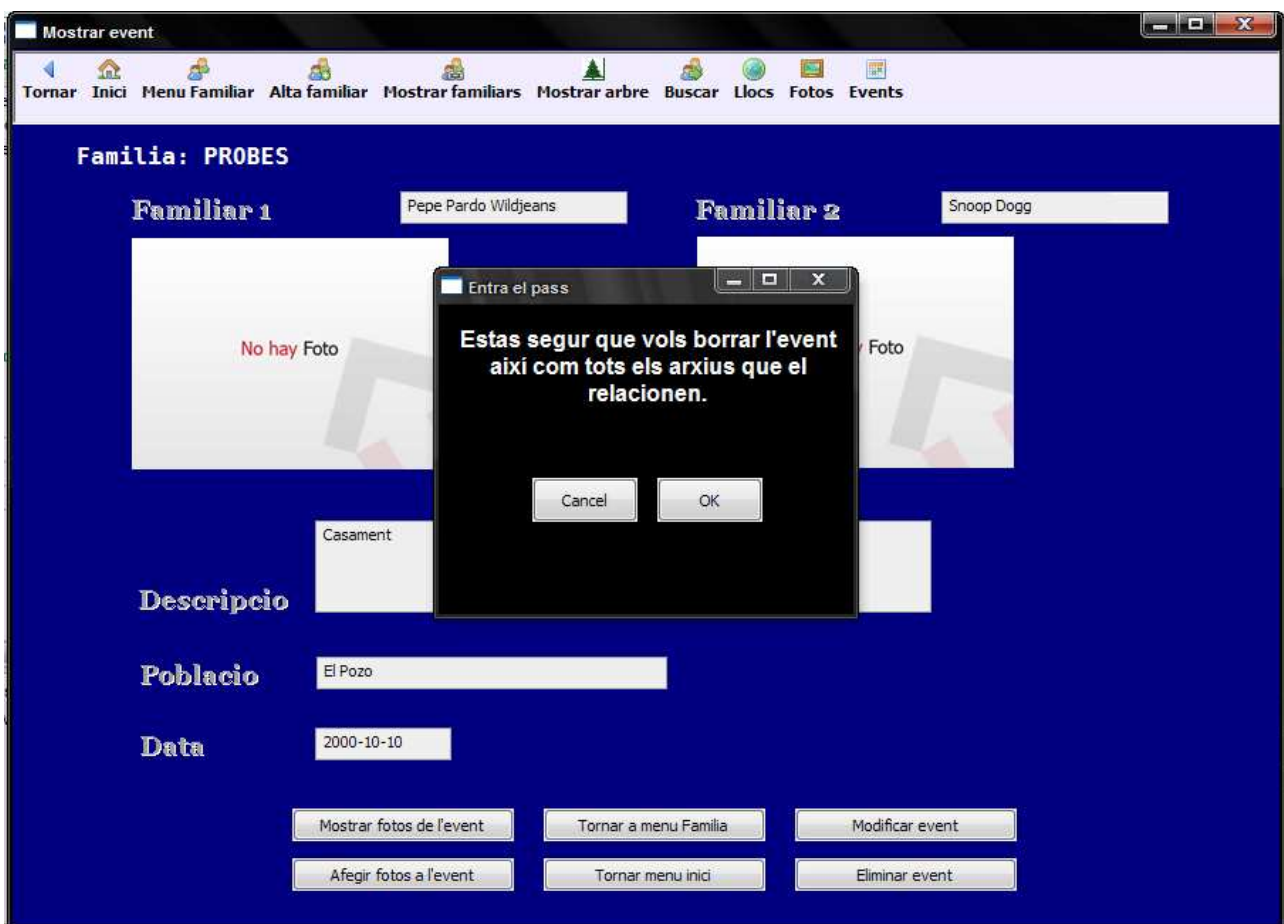 Mostrar event
Tornar Inici Menu Familiar Alta familiar Mostrar familiars Mostrar arbre Buscar Llocs Fotos Events
Familia: PROBES
Familiar 1 Pepe Pardo Wildjeans Familiar 2 Snoop Dogg
No hay Foto
Foto
Entra el pass
Estas segur que vols borrar l'event
així com tots els arxius que el
relacionen.
Cancel OK
Descripcio Casament
Poblacio El Pozo
Data 2000-10-10
Mostrar fotos de l'event Tornar a menu Familia Modificar event
Afegir fotos a l'event Tornar menu inici Eliminar event